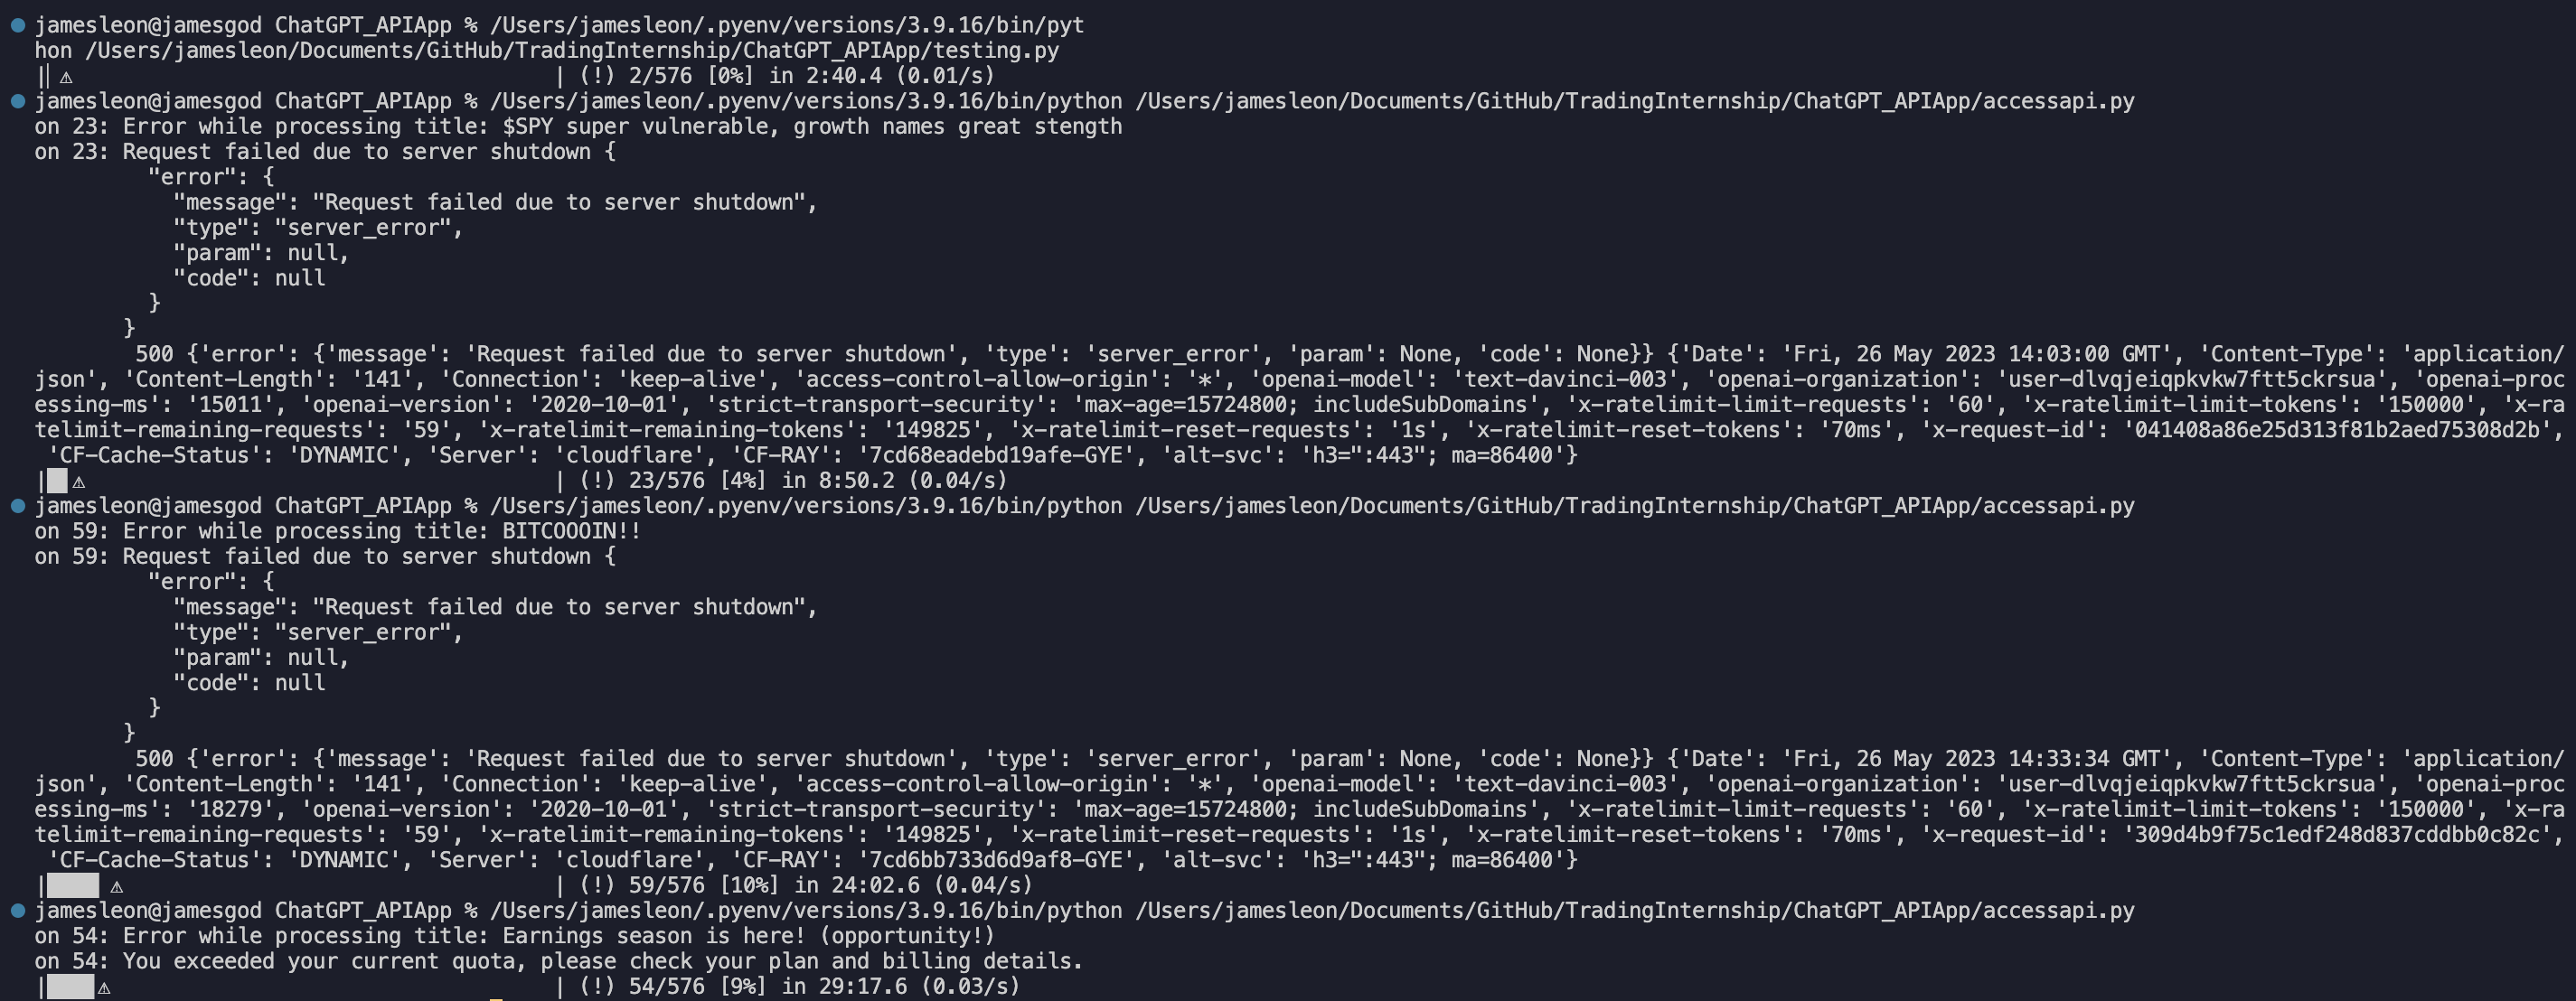 jamesleon@jamesgod ChatGPT_APIApp % /Users/jamesleon/.pyenv/versions/3.9.16/bin/pyt
hon /Users/jamesleon/Documents/GitHub/TradingInternship/ChatGPT_APIApp/testing.py
|⚠ | (!) 2/576 [0%] in 2:40.4 (0.01/s)
jamesleon@jamesgod ChatGPT_APIApp % /Users/jamesleon/.pyenv/versions/3.9.16/bin/python /Users/jamesleon/Documents/GitHub/TradingInternship/ChatGPT_APIApp/accessapi.py
on 23: Error while processing title: $SPY super vulnerable, growth names great stength
on 23: Request failed due to server shutdown {
"error": {
"message": "Request failed due to server shutdown",
"type": "server_error",
"param": null,
"code": null
}
}
500 {'error': {'message': 'Request failed due to server shutdown', 'type': 'server_error', 'param': None, 'code': None}} {'Date': 'Fri, 26 May 2023 14:03:00 GMT', 'Content-Type': 'application/
json', 'Content-Length': '141', 'Connection': 'keep-alive', 'access-control-allow-origin': '*', 'openai-model': 'text-davinci-003', 'openai-organization': 'user-dlvqjeiqpkvkw7ftt5ckrsua', 'openai-proc
essing-ms': '15011', 'openai-version': '2020-10-01', 'strict-transport-security': 'max-age=15724800; includeSubDomains', 'x-ratelimit-limit-requests': '60', 'x-ratelimit-limit-tokens': '150000', 'x-ra
telimit-remaining-requests': '59', 'x-ratelimit-remaining-tokens': '149825', 'x-ratelimit-reset-requests': '1s', 'x-ratelimit-reset-tokens': '70ms', 'x-request-id': '041408a86e25d313f81b2aed75308d2b',
'CF-Cache-Status': 'DYNAMIC', 'Server': 'cloudflare', 'CF-RAY': '7cd68eadebd19afe-GYE', 'alt-svc': 'h3=":443"; ma=86400'}
|██⚠ | (!) 23/576 [4%] in 8:50.2 (0.04/s)
jamesleon@jamesgod ChatGPT_APIApp % /Users/jamesleon/.pyenv/versions/3.9.16/bin/python /Users/jamesleon/Documents/GitHub/TradingInternship/ChatGPT_APIApp/accessapi.py
on 59: Error while processing title: BITCOOOIN!!
on 59: Request failed due to server shutdown {
"error": {
"message": "Request failed due to server shutdown",
"type": "server_error",
"param": null,
"code": null
}
}
500 {'error': {'message': 'Request failed due to server shutdown', 'type': 'server_error', 'param': None, 'code': None}} {'Date': 'Fri, 26 May 2023 14:33:34 GMT', 'Content-Type': 'application/
json', 'Content-Length': '141', 'Connection': 'keep-alive', 'access-control-allow-origin': '*', 'openai-model': 'text-davinci-003', 'openai-organization': 'user-dlvqjeiqpkvkw7ftt5ckrsua', 'openai-proc
essing-ms': '18279', 'openai-version': '2020-10-01', 'strict-transport-security': 'max-age=15724800; includeSubDomains', 'x-ratelimit-limit-requests': '60', 'x-ratelimit-limit-tokens': '150000', 'x-ra
telimit-remaining-requests': '59', 'x-ratelimit-remaining-tokens': '149825', 'x-ratelimit-reset-requests': '1s', 'x-ratelimit-reset-tokens': '70ms', 'x-request-id': '309d4b9f75c1edf248d837cddbb0c82c',
'CF-Cache-Status': 'DYNAMIC', 'Server': 'cloudflare', 'CF-RAY': '7cd6bb733d6d9af8-GYE', 'alt-svc': 'h3=":443"; ma=86400'}
|████ ⚠ | (!) 59/576 [10%] in 24:02.6 (0.04/s)
jamesleon@jamesgod ChatGPT_APIApp % /Users/jamesleon/.pyenv/versions/3.9.16/bin/python /Users/jamesleon/Documents/GitHub/TradingInternship/ChatGPT_APIApp/accessapi.py
on 54: Error while processing title: Earnings season is here! (opportunity!)
on 54: You exceeded your current quota, please check your plan and billing details.
|████⚠ | (!) 54/576 [9%] in 29:17.6 (0.03/s)